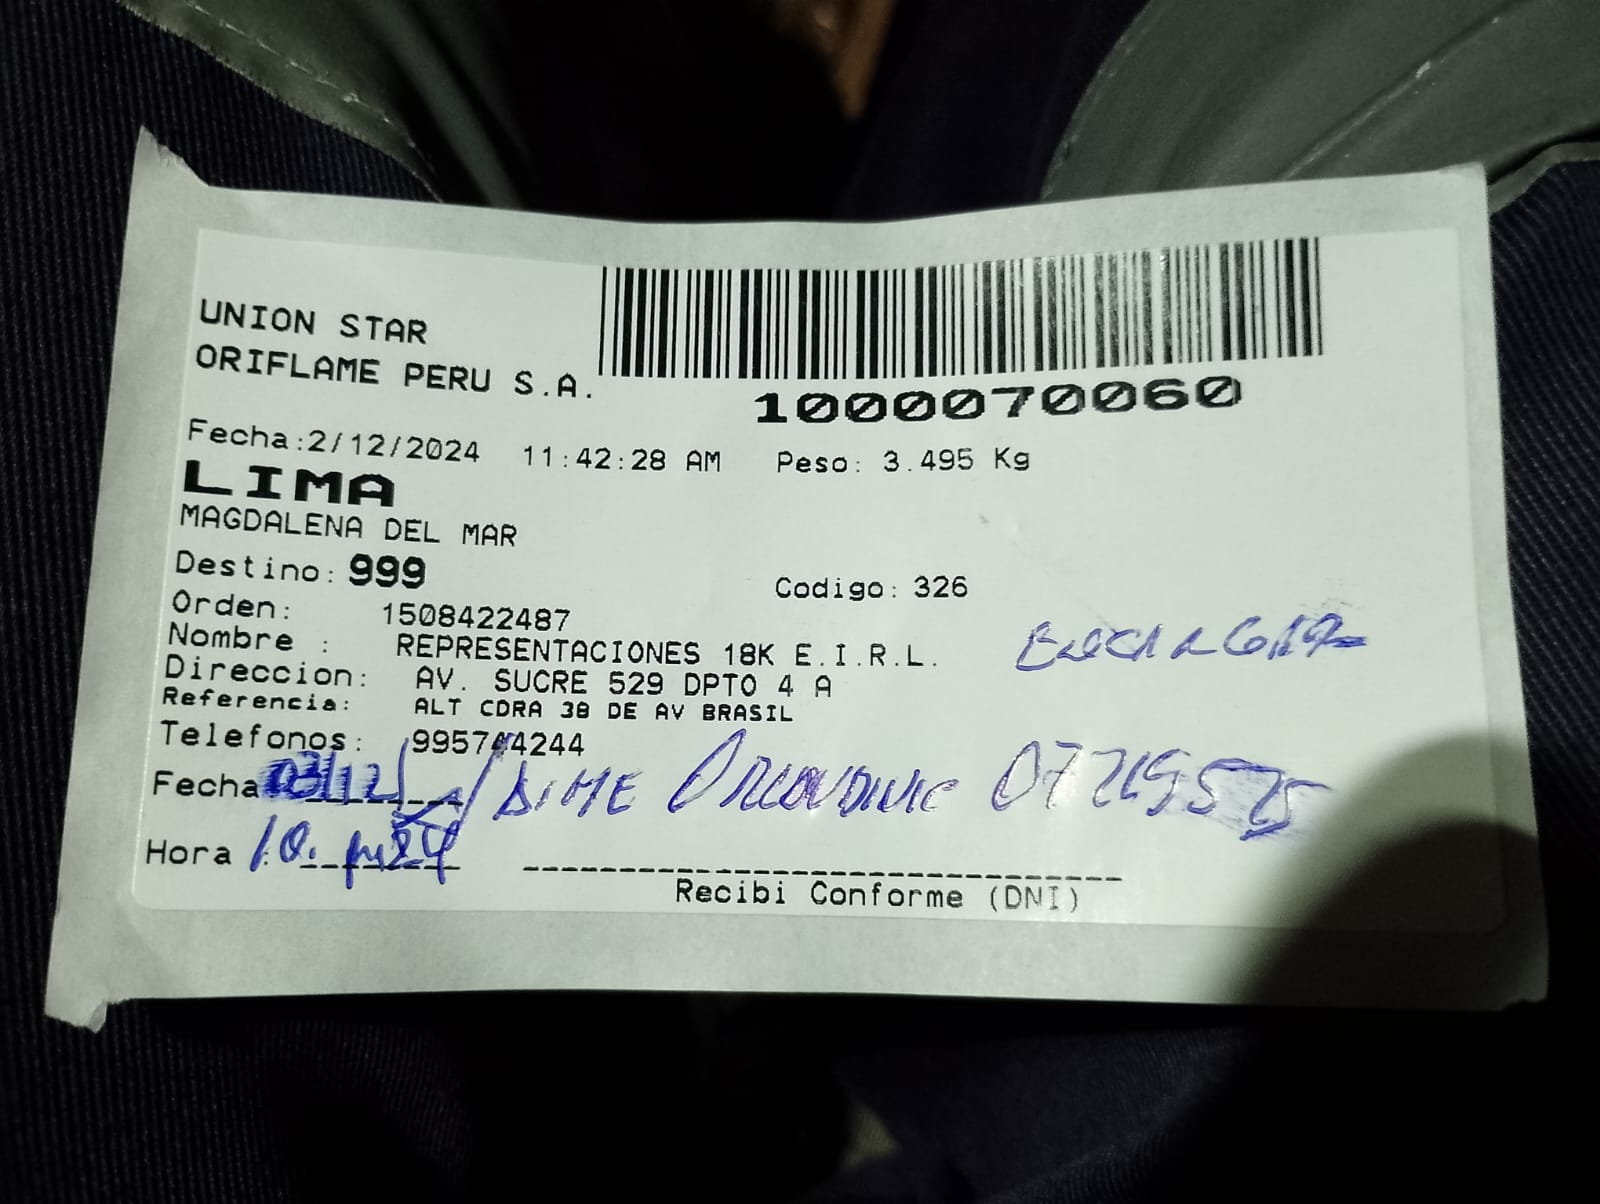 UNION STAR
ORIFLAME PERU S.A.
1000070060
Fecha:2/12/2024 11:42:28 AM Peso: 3.495 Kg
LIMA
MAGDALENA DEL MAR
Destino: 999 Codigo: 326
Orden: 1508422487
Nombre : REPRESENTACIONES 18K E.I.R.L.
Direccion: AV. SUCRE 529 DPTO 4 A
Referencia: ALT CDRA 38 DE AV BRASIL
Telefonos: 995744244
Fecha 03/12/
Hora
Recibi Conforme (DNI)